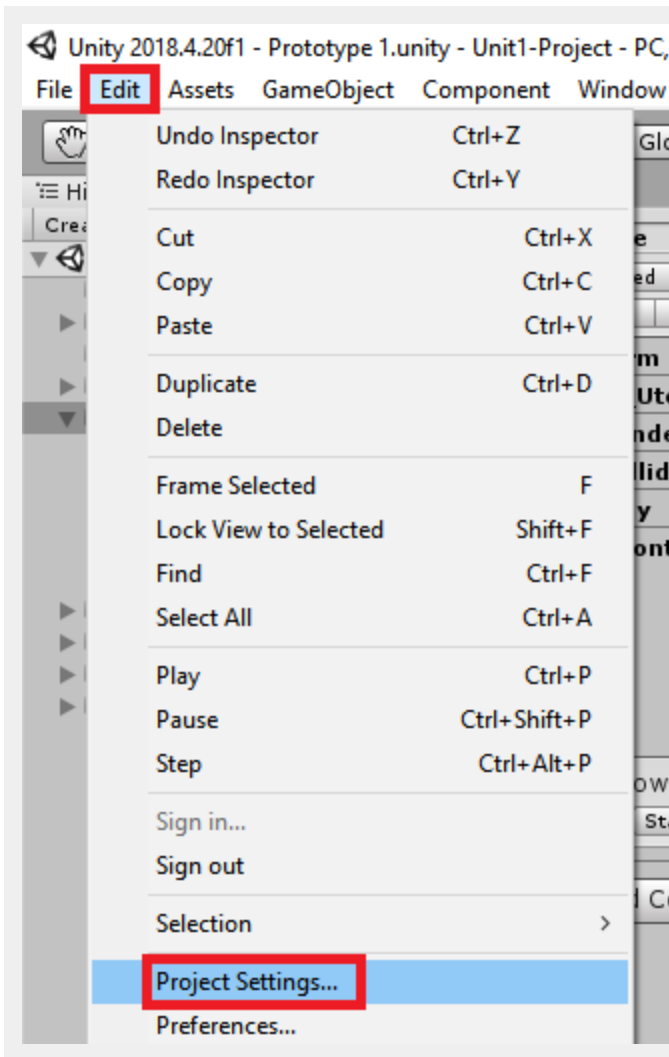 Unity 2018.4.20f1 - Prototype 1.unity - Unit1-Project - PC,
File Edit Assets GameObject Component Window
Undo Inspector Ctrl+Z
Redo Inspector Ctrl+Y
Cut Ctrl+X
Copy Ctrl+C
Paste Ctrl+V
Duplicate Ctrl+D
Delete
Frame Selected F
Lock View to Selected Shift+F
Find Ctrl+F
Select All Ctrl+A
Play Ctrl+P
Pause Ctrl+Shift+P
Step Ctrl+Alt+P
Sign in...
Sign out
Selection >
Project Settings...
Preferences...